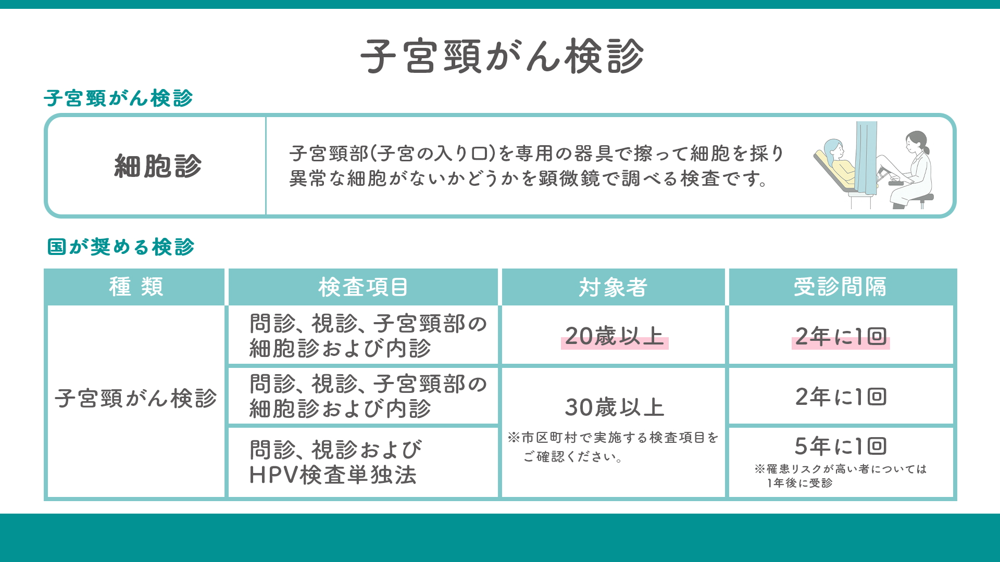 子宮頸がん検診
子宮頸がん検診
細胞診
子宮頸部(子宮の入り口)を専用の器具で擦って細胞を採り
異常な細胞がないかどうかを顕微鏡で調べる検査です。
国が奨める検診
種 類
検査項目
対象者
受診間隔
子宮頸がん検診
問診、視診、子宮頸部の
細胞診および内診
20歳以上
2年に1回
問診、視診、子宮頸部の
細胞診および内診
30歳以上
※市区町村で実施する検査項目を
ご確認ください。
2年に1回
問診、視診および
HPV検査単独法
5年に1回
※罹患リスクが高い者については
1年後に受診